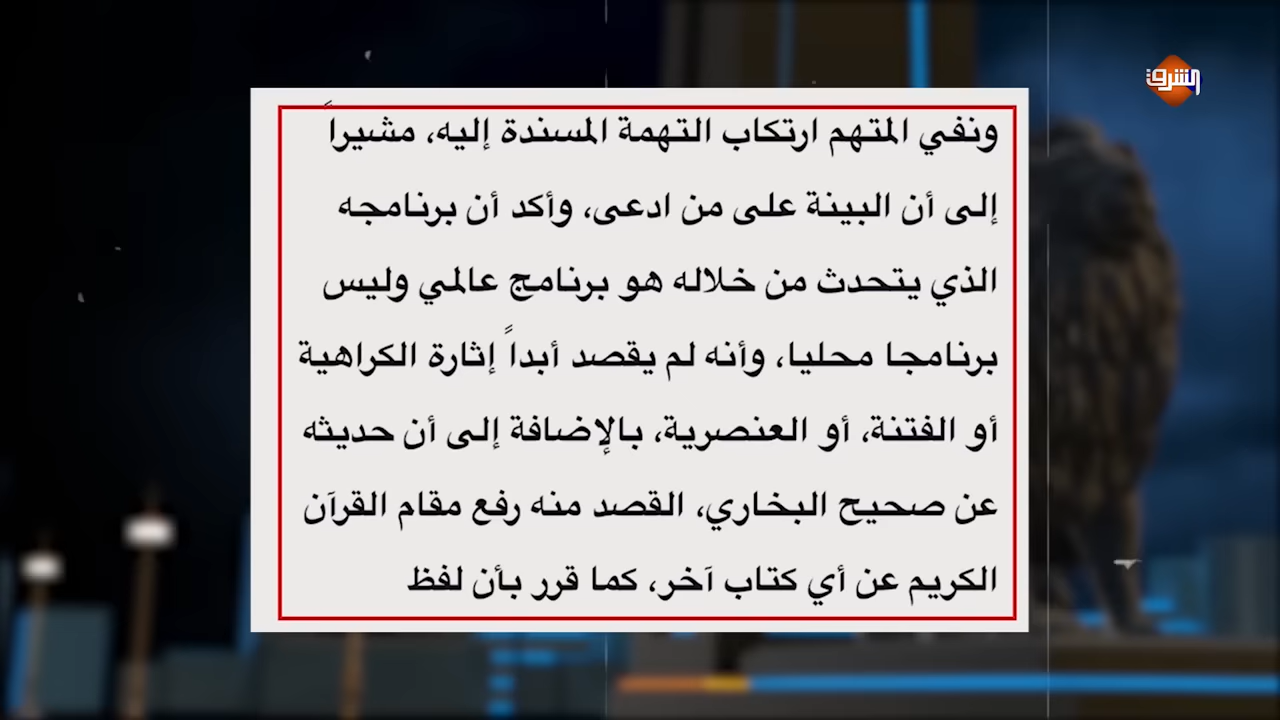 الشرق
ونفي المتهم ارتكاب التهمة المسندة إليه، مشيراً
إلى أن البينة على من ادعى، وأكد أن برنامجه
الذي يتحدث من خلاله هو برنامج عالمي وليس
برنامجا محليا، وأنه لم يقصد أبداً إثارة الكراهية
أو الفتنة، أو العنصرية، بالإضافة إلى أن حديثه
عن صحيح البخاري، القصد منه رفع مقام القرآن
الكريم عن أي كتاب آخر، كما قرر بأن لفظ